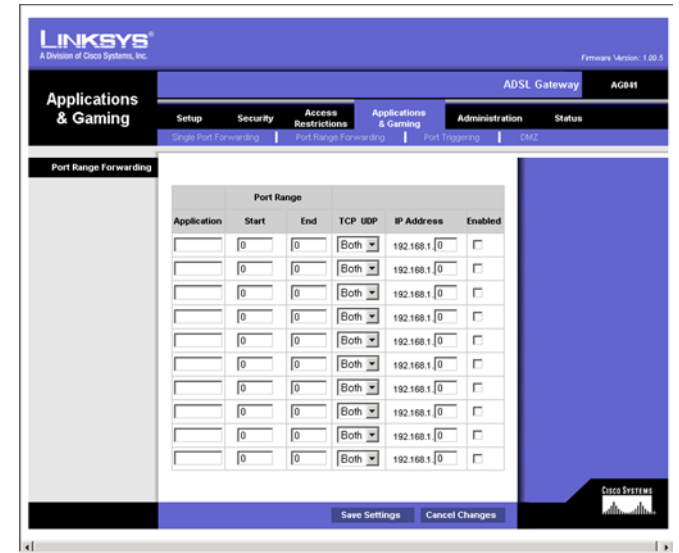 LINKSYS®
A Division of Cisco Systems, Inc.
Firmware Version: 1.00.5
ADSL Gateway AG041
Applications & Gaming
Setup Security Access Restrictions Applications & Gaming Administration Status
Single Port Forwarding Port Range Forwarding Port Triggering DMZ
Port Range Forwarding
Port Range
Application Start End TCP UDP IP Address Enabled
0 0 Both 192.168.1. 0
0 0 Both 192.168.1. 0
0 0 Both 192.168.1. 0
0 0 Both 192.168.1. 0
0 0 Both 192.168.1. 0
0 0 Both 192.168.1. 0
0 0 Both 192.168.1. 0
0 0 Both 192.168.1. 0
0 0 Both 192.168.1. 0
0 0 Both 192.168.1. 0
CISCO SYSTEMS
Save Settings Cancel Changes